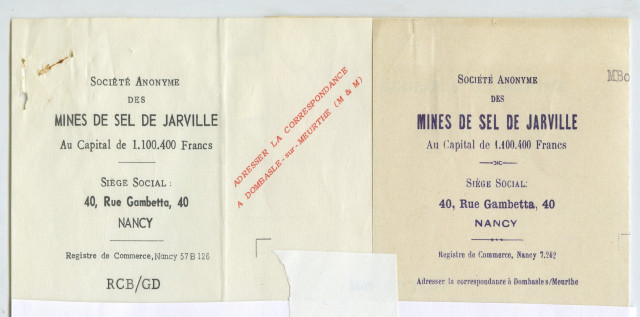 SOCIÉTÉ ANONYME
DES
MINES DE SEL DE JARVILLE
Au Capital de 1.100.400 Francs
SIÈGE SOCIAL :
40, Rue Gambetta, 40
NANCY
Registre de Commerce, Nancy 57 B 126
RCB/GD
ADRESSER LA CORRESPONDANCE
A DOMBASLE-sur-MEURTHE (M & M)
SOCIÉTÉ ANONYME
DES
MINES DE SEL DE JARVILLE
Au Capital de 1.100.400 Francs
SIÈGE SOCIAL:
40, Rue Gambetta, 40
NANCY
Registre de Commerce, Nancy 7.262
Adresser la correspondance à Dombasle s/Meurthe
MBo